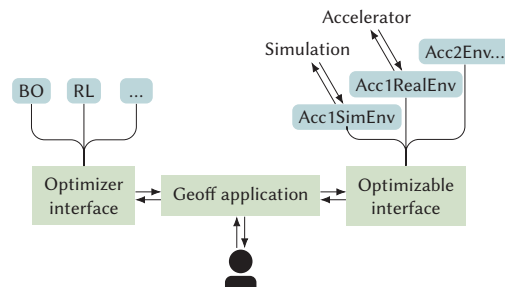 Accelerator
Simulation
Acc2Env...
BO
RL
...
Acc1RealEnv
Acc1SimEnv
Optimizer
interface
Geoff application
Optimizable
interface